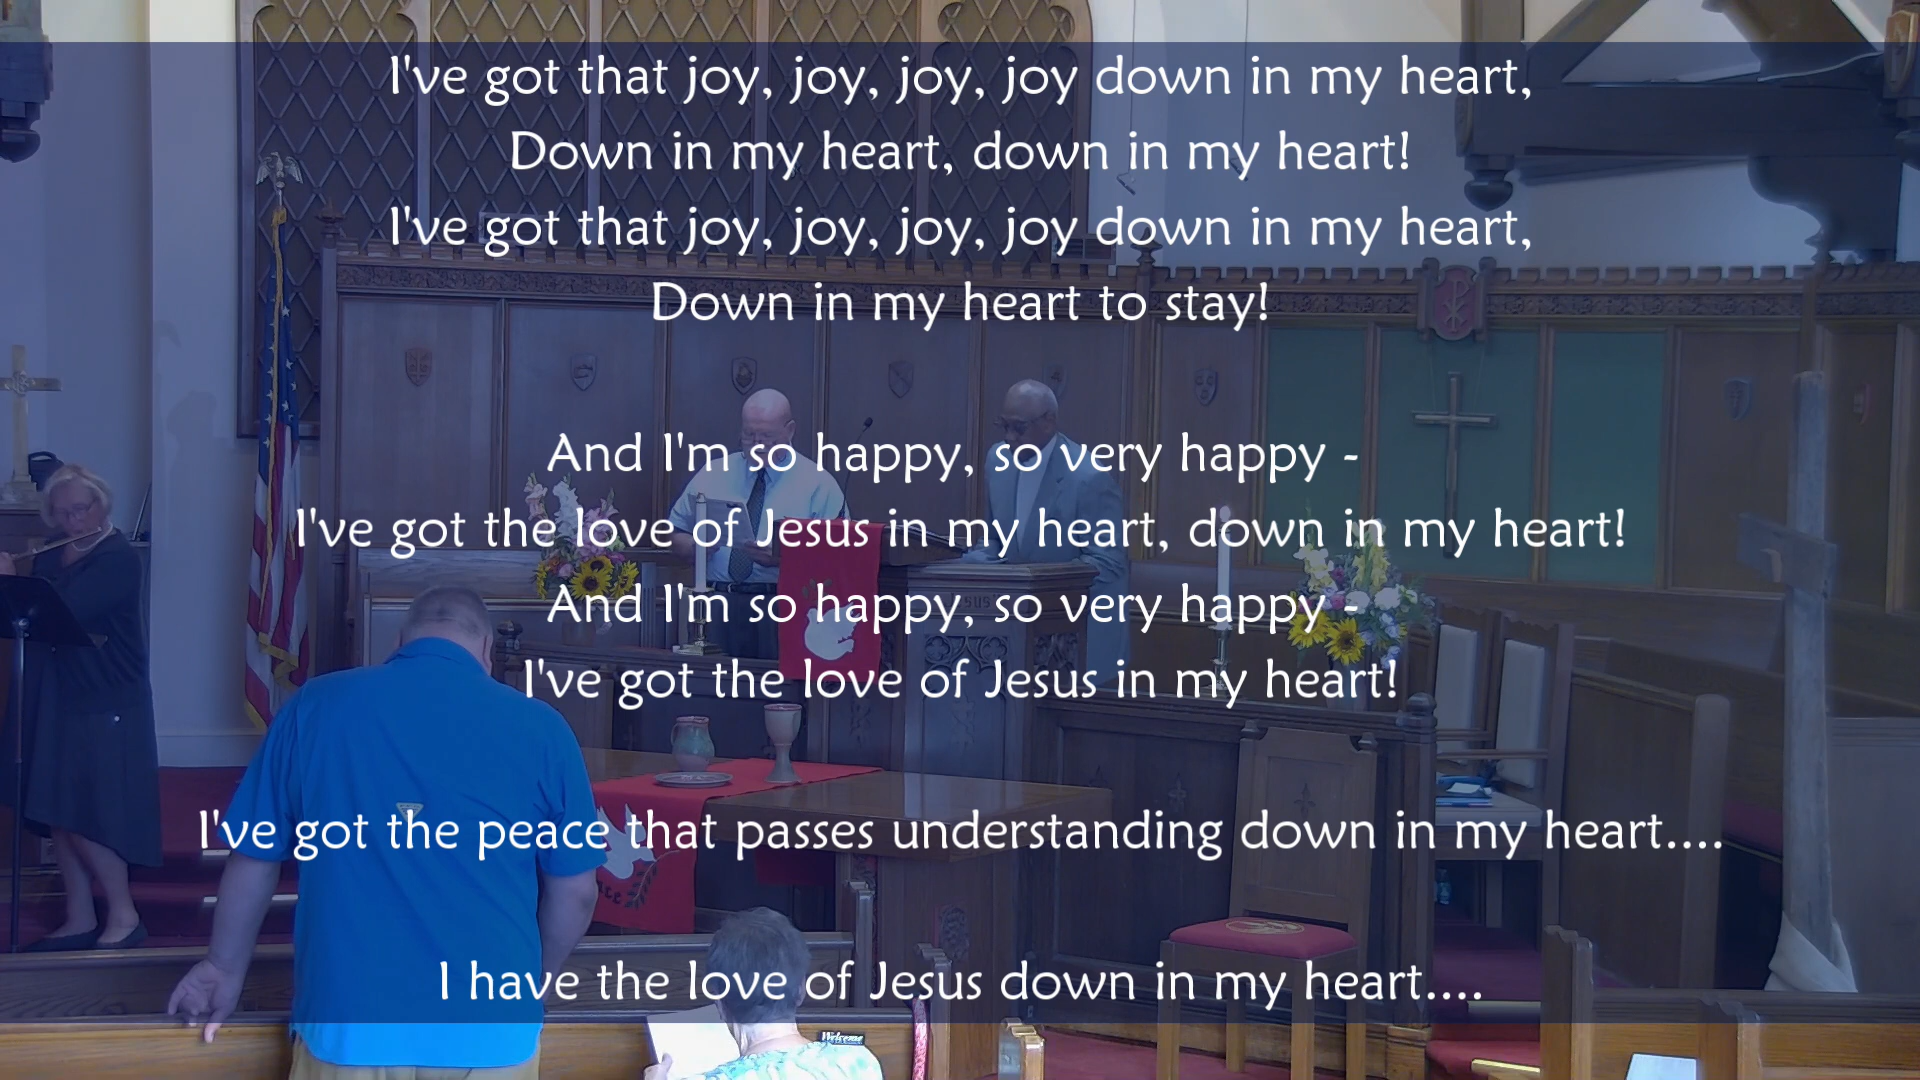 I've got that joy, joy, joy, joy down in my heart,
Down in my heart, down in my heart!
I've got that joy, joy, joy, joy down in my heart,
Down in my heart to stay!
And I'm so happy, so very happy -
I've got the love of Jesus in my heart, down in my heart!
And I'm so happy, so very happy -
I've got the love of Jesus in my heart!
I've got the peace that passes understanding down in my heart....
I have the love of Jesus down in my heart....
Welcome